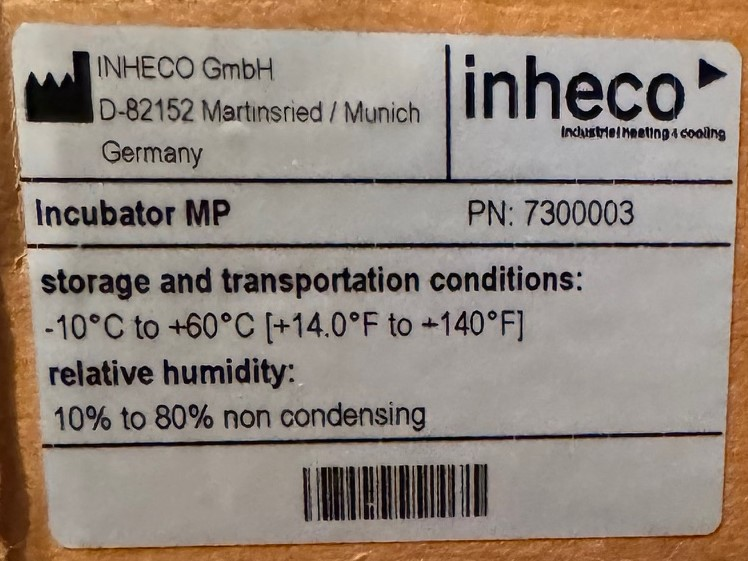 INHECO GmbH
D-82152 Martinsried / Munich
Germany
inheco
industrial heating & cooling
Incubator MP
PN: 7300003
storage and transportation conditions:
-10°C to +60°C [+14.0°F to +140°F]
relative humidity:
10% to 80% non condensing